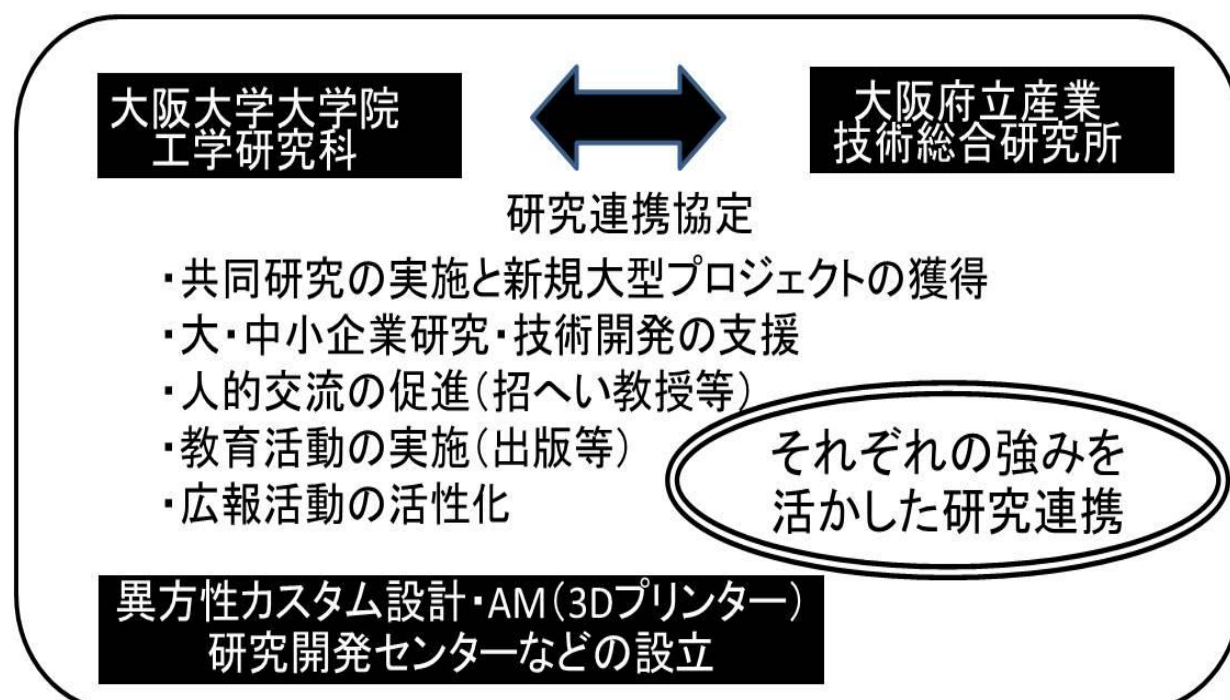 大阪大学大学院
工学研究科
大阪府立産業
技術総合研究所
研究連携協定
・共同研究の実施と新規大型プロジェクトの獲得
・大・中小企業研究・技術開発の支援
・人的交流の促進(招へい教授等)
・教育活動の実施(出版等)
・広報活動の活性化
それぞれの強みを
活かした研究連携
異方性カスタム設計・AM(3Dプリンター)
研究開発センターなどの設立